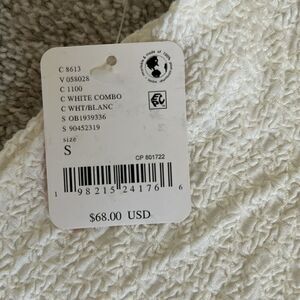 C 8613
V 058028
C 1100
C WHITE COMBO
C WHT/BLANC
S OB1939336
S 90452319
size
S
CP 801722
1 98215 24176 6
$68.00 USD